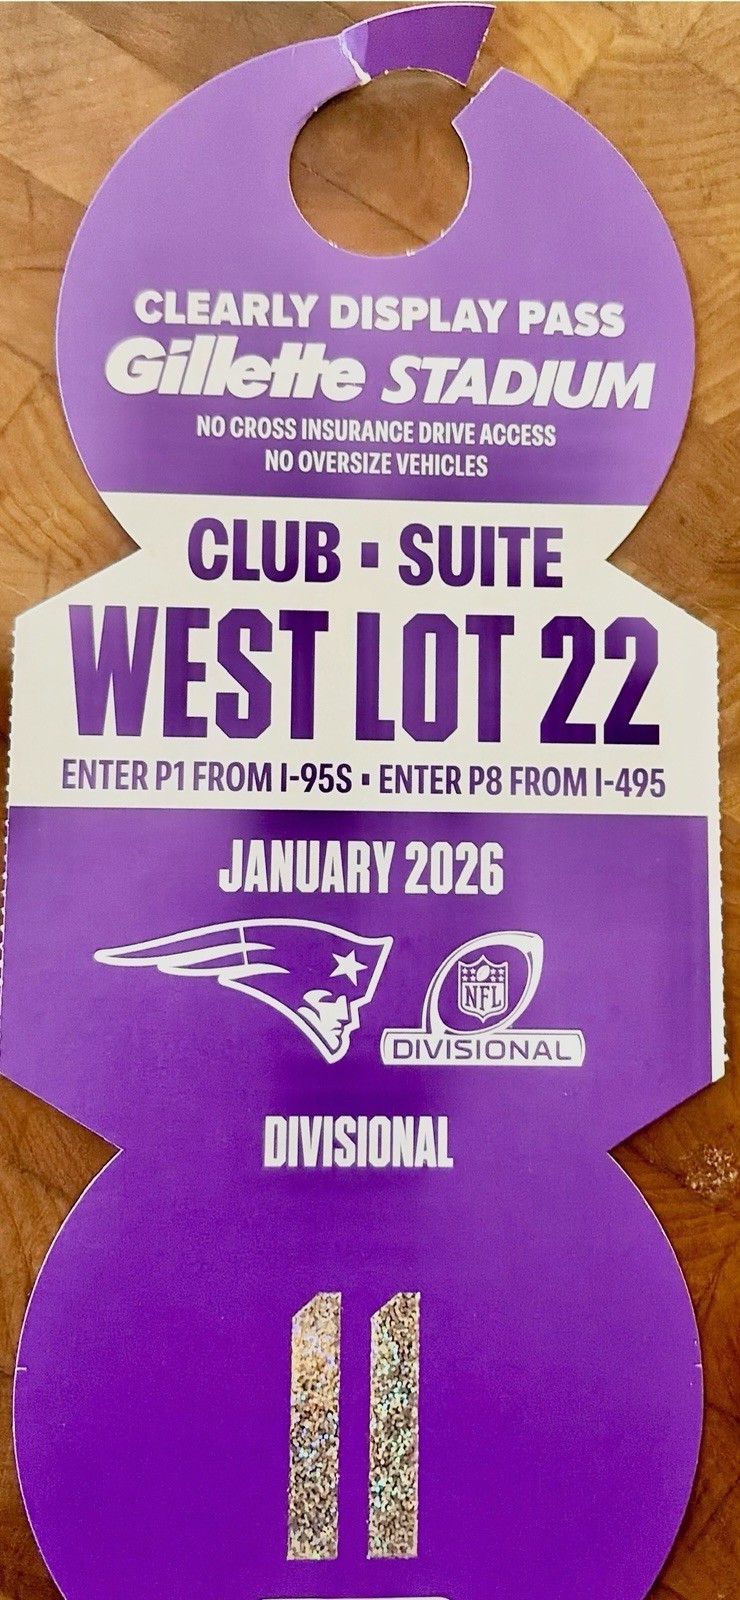 CLEARLY DISPLAY PASS
Gillette STADIUM
NO CROSS INSURANCE DRIVE ACCESS
NO OVERSIZE VEHICLES
CLUB ▪ SUITE
WEST LOT 22
ENTER P1 FROM I-95S ▪ ENTER P8 FROM I-495
JANUARY 2026
NFL
DIVISIONAL
DIVISIONAL
11